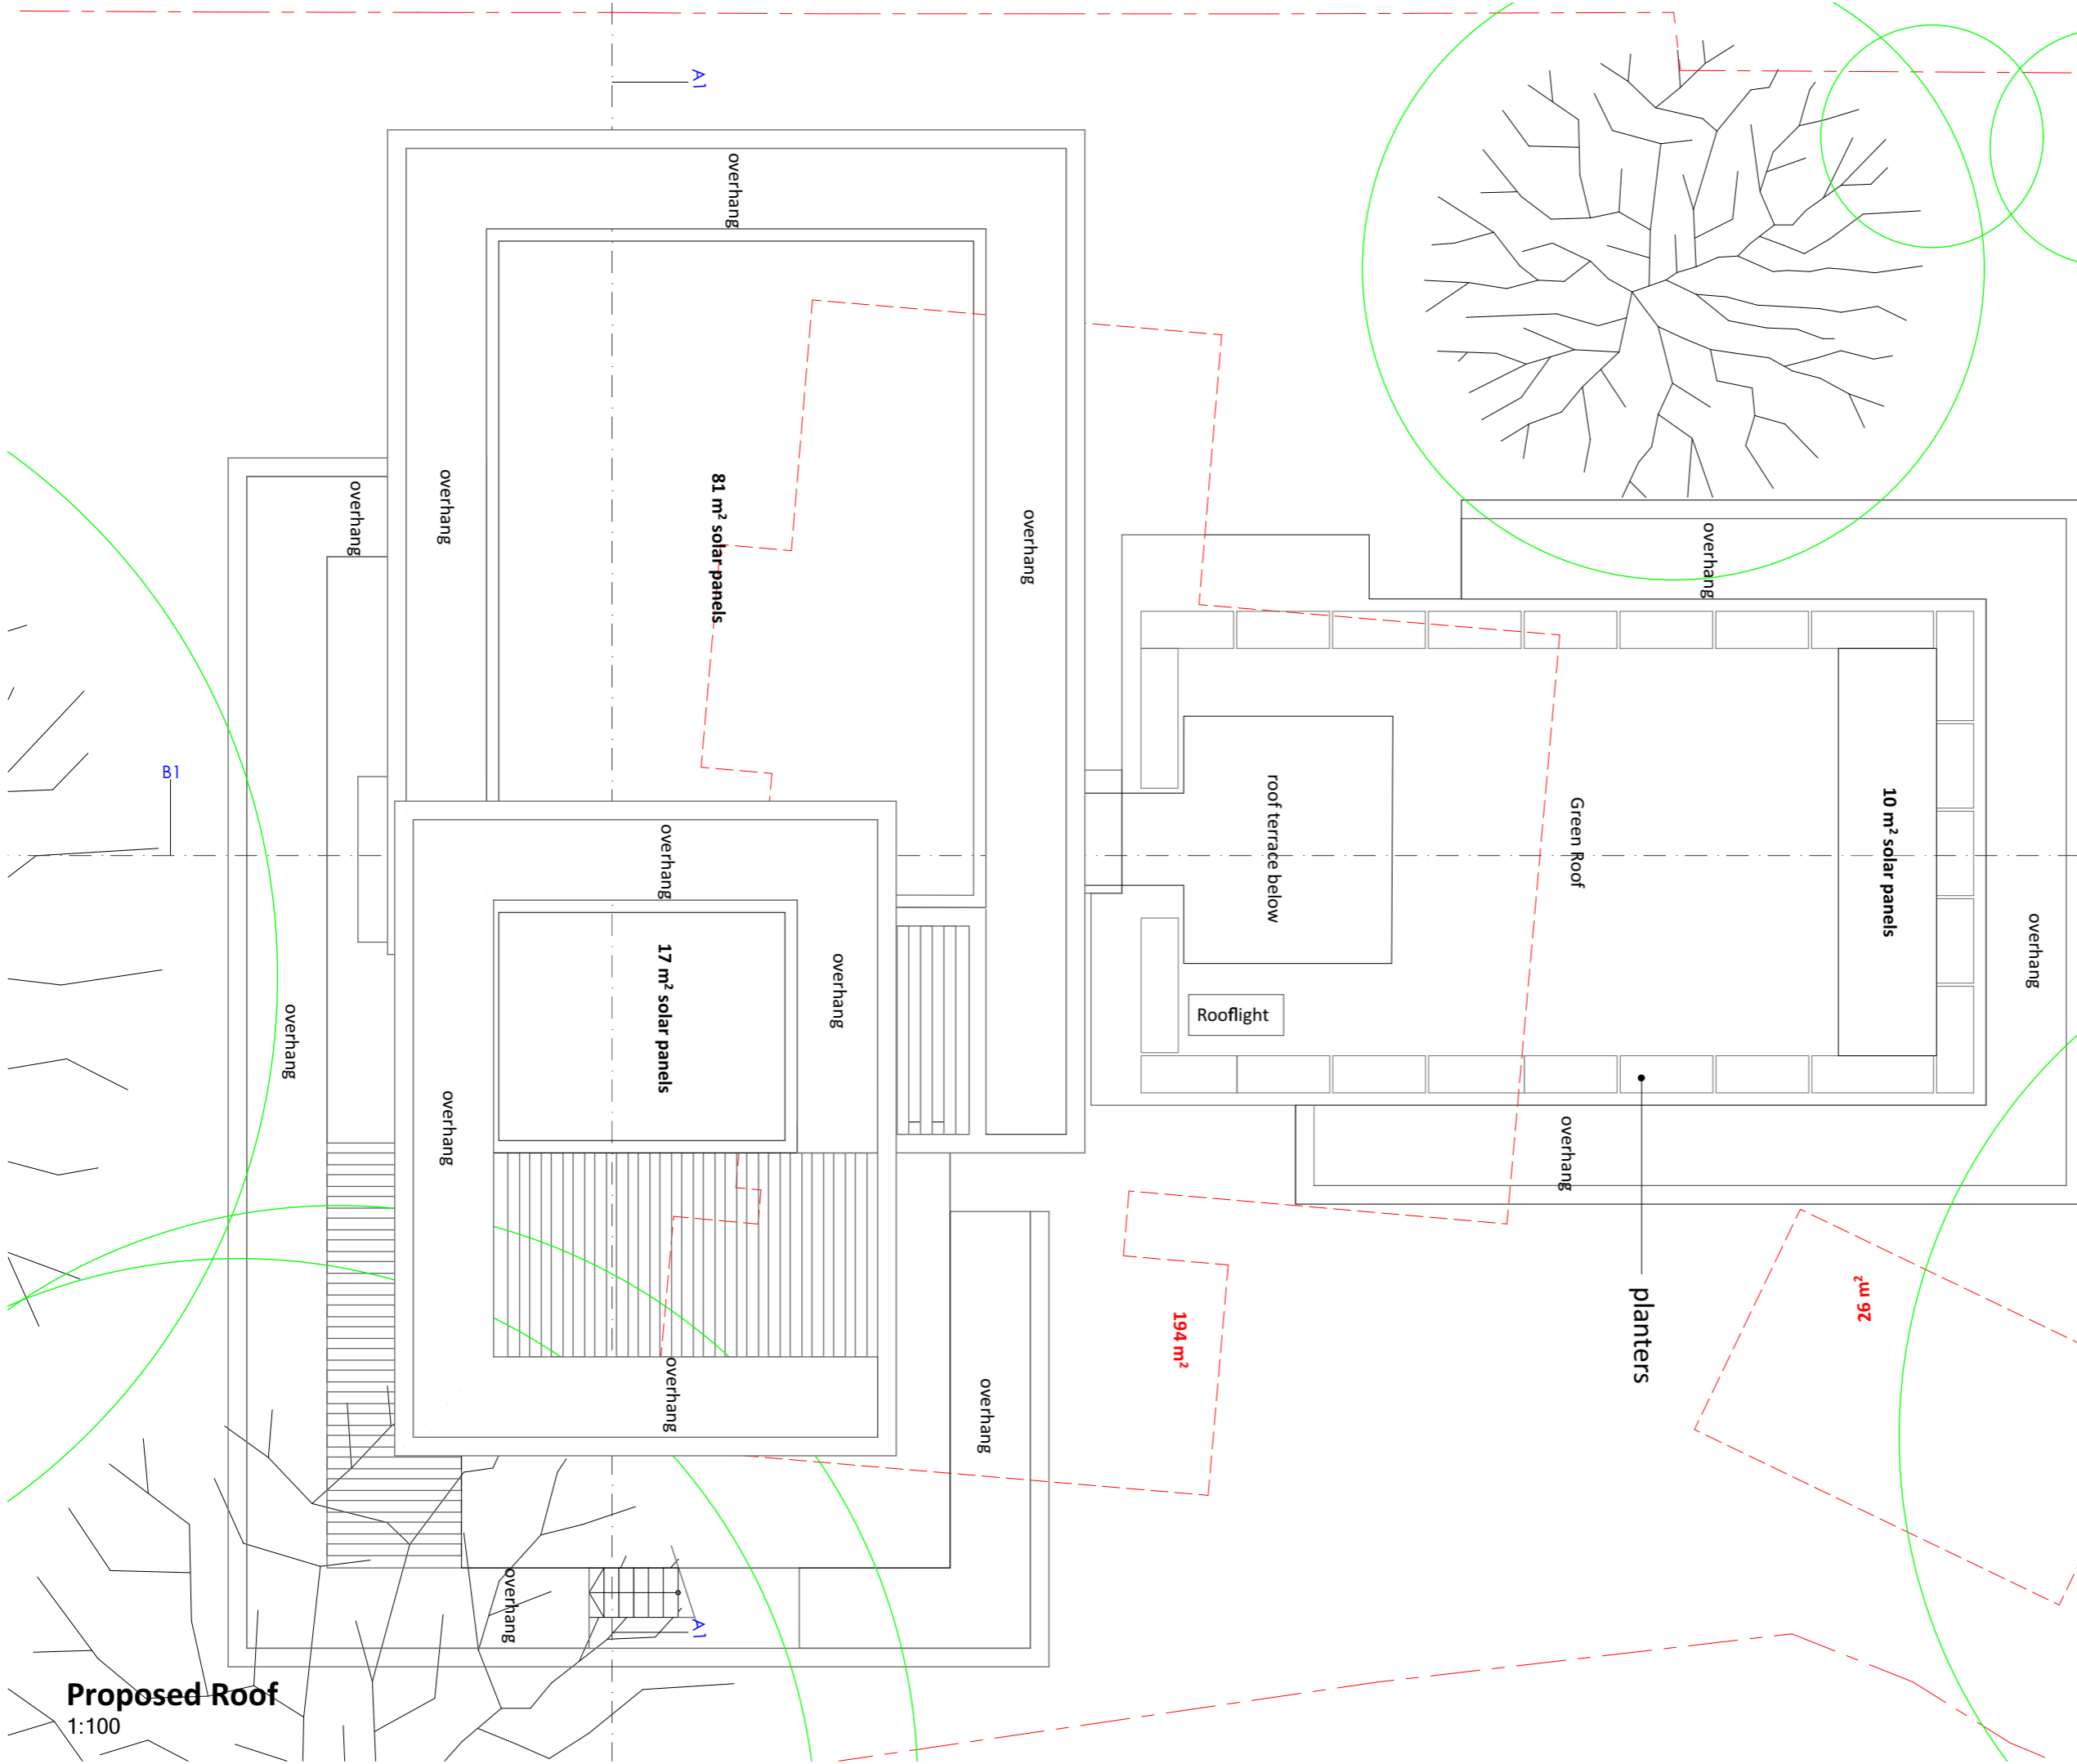 A1
overhang
overhang
overhang
81 m² solar panels
overhang
overhang
B1
overhang
roof terrace below
Green Roof
10 m² solar panels
overhang
overhang
17 m² solar panels
overhang
Rooflight
overhang
overhang
overhang
planters
26 m²
194 m²
overhang
overhang
overhang
A1
Proposed Roof
1:100